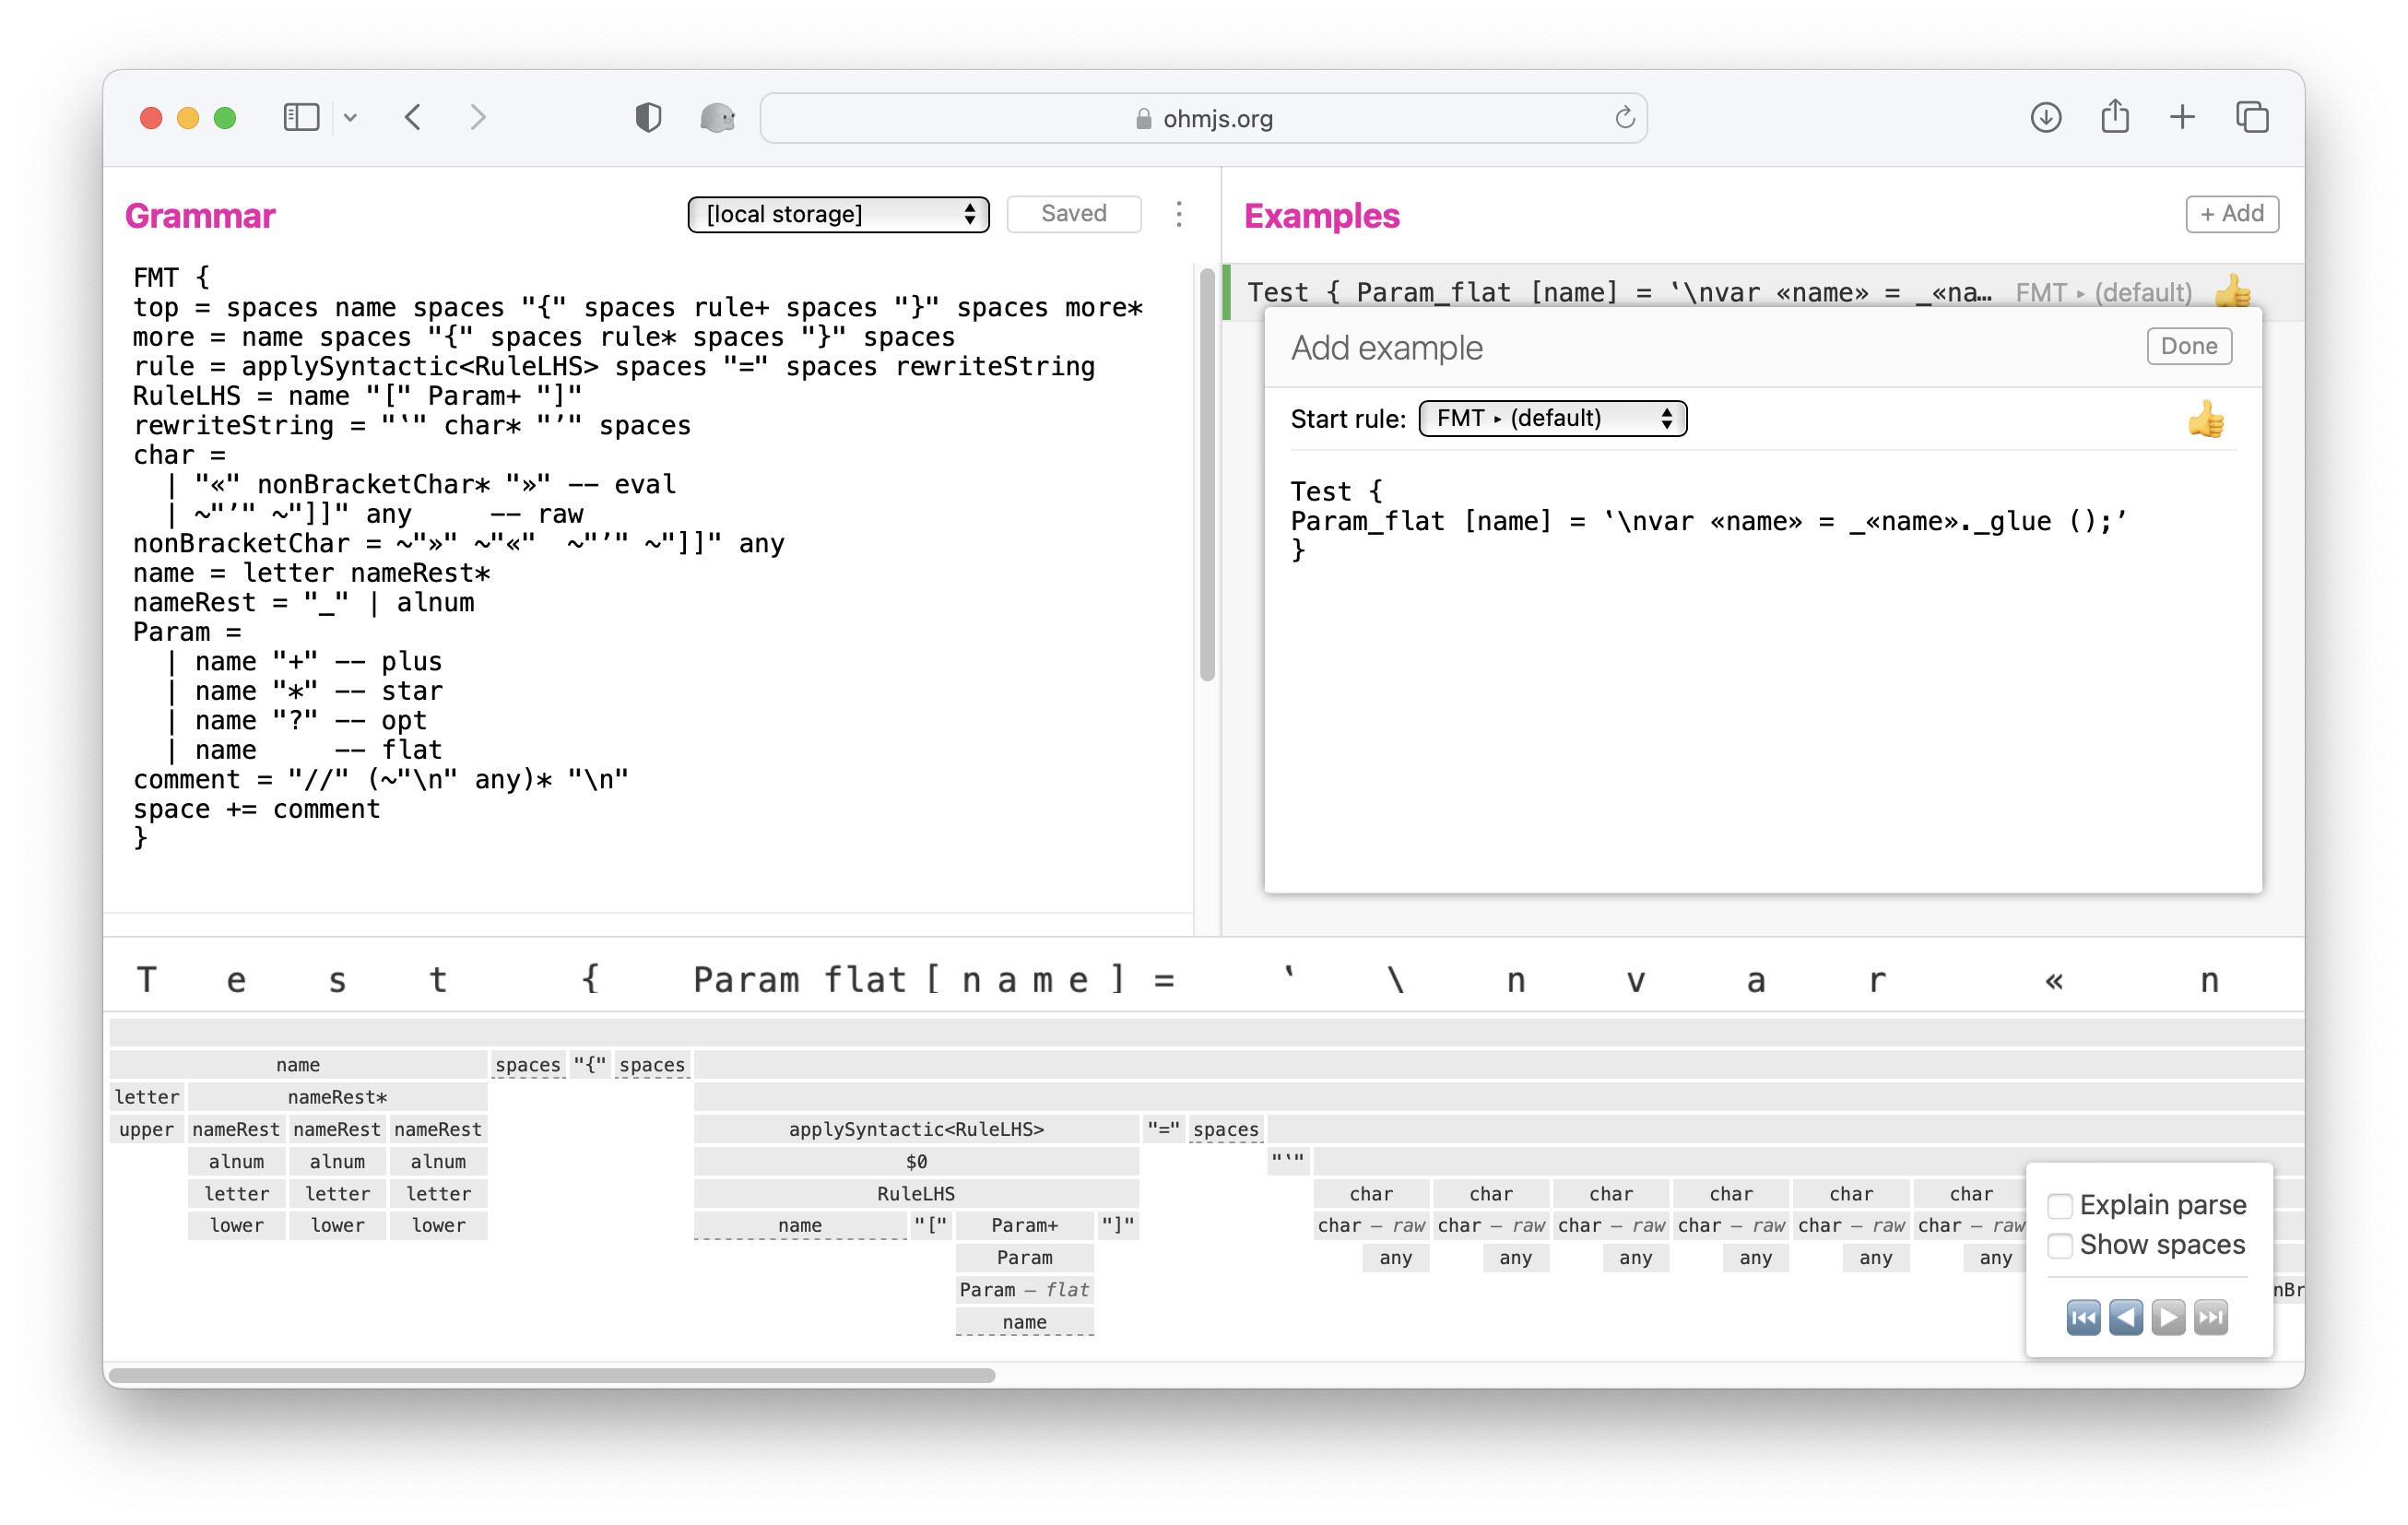 ohmjs.org
Grammar
[local storage]
Saved
Examples
+ Add
FMT {
top = spaces name spaces "{" spaces rule+ spaces "}" spaces more*
more = name spaces "{" spaces rule* spaces "}" spaces
rule = applySyntactic<RuleLHS> spaces "=" spaces rewriteString
RuleLHS = name "[" Param+ "]"
rewriteString = "‛" char* "’" spaces
char =
  | "«" nonBracketChar* "»" -- eval
  | ~"’" ~"]]" any     -- raw
nonBracketChar = ~"»" ~"«"  ~"’" ~"]]" any
name = letter nameRest*
nameRest = "_" | alnum
Param =
  | name "+" -- plus
  | name "*" -- star
  | name "?" -- opt
  | name     -- flat
comment = "//" (~"\n" any)* "\n"
space += comment
}
Test { Param_flat [name] = ‛\nvar «name» = _«na… FMT ▸ (default) 👍
Add example
Done
Start rule: FMT ▸ (default) 👍
Test {
Param_flat [name] = ‛\nvar «name» = _«name»._glue ();’
}
T e s t { Param flat [ n a m e ] = ‛ \ n v a r « n
name spaces "{" spaces
letter nameRest*
upper nameRest nameRest nameRest applySyntactic<RuleLHS> "=" spaces
alnum alnum alnum $0 "‛"
letter letter letter RuleLHS char char char char char char
lower lower lower name "[" Param+ "]" char – raw char – raw char – raw char – raw char – raw char – raw
Param any any any any any any
Param – flat nBr
name
Explain parse
Show spaces